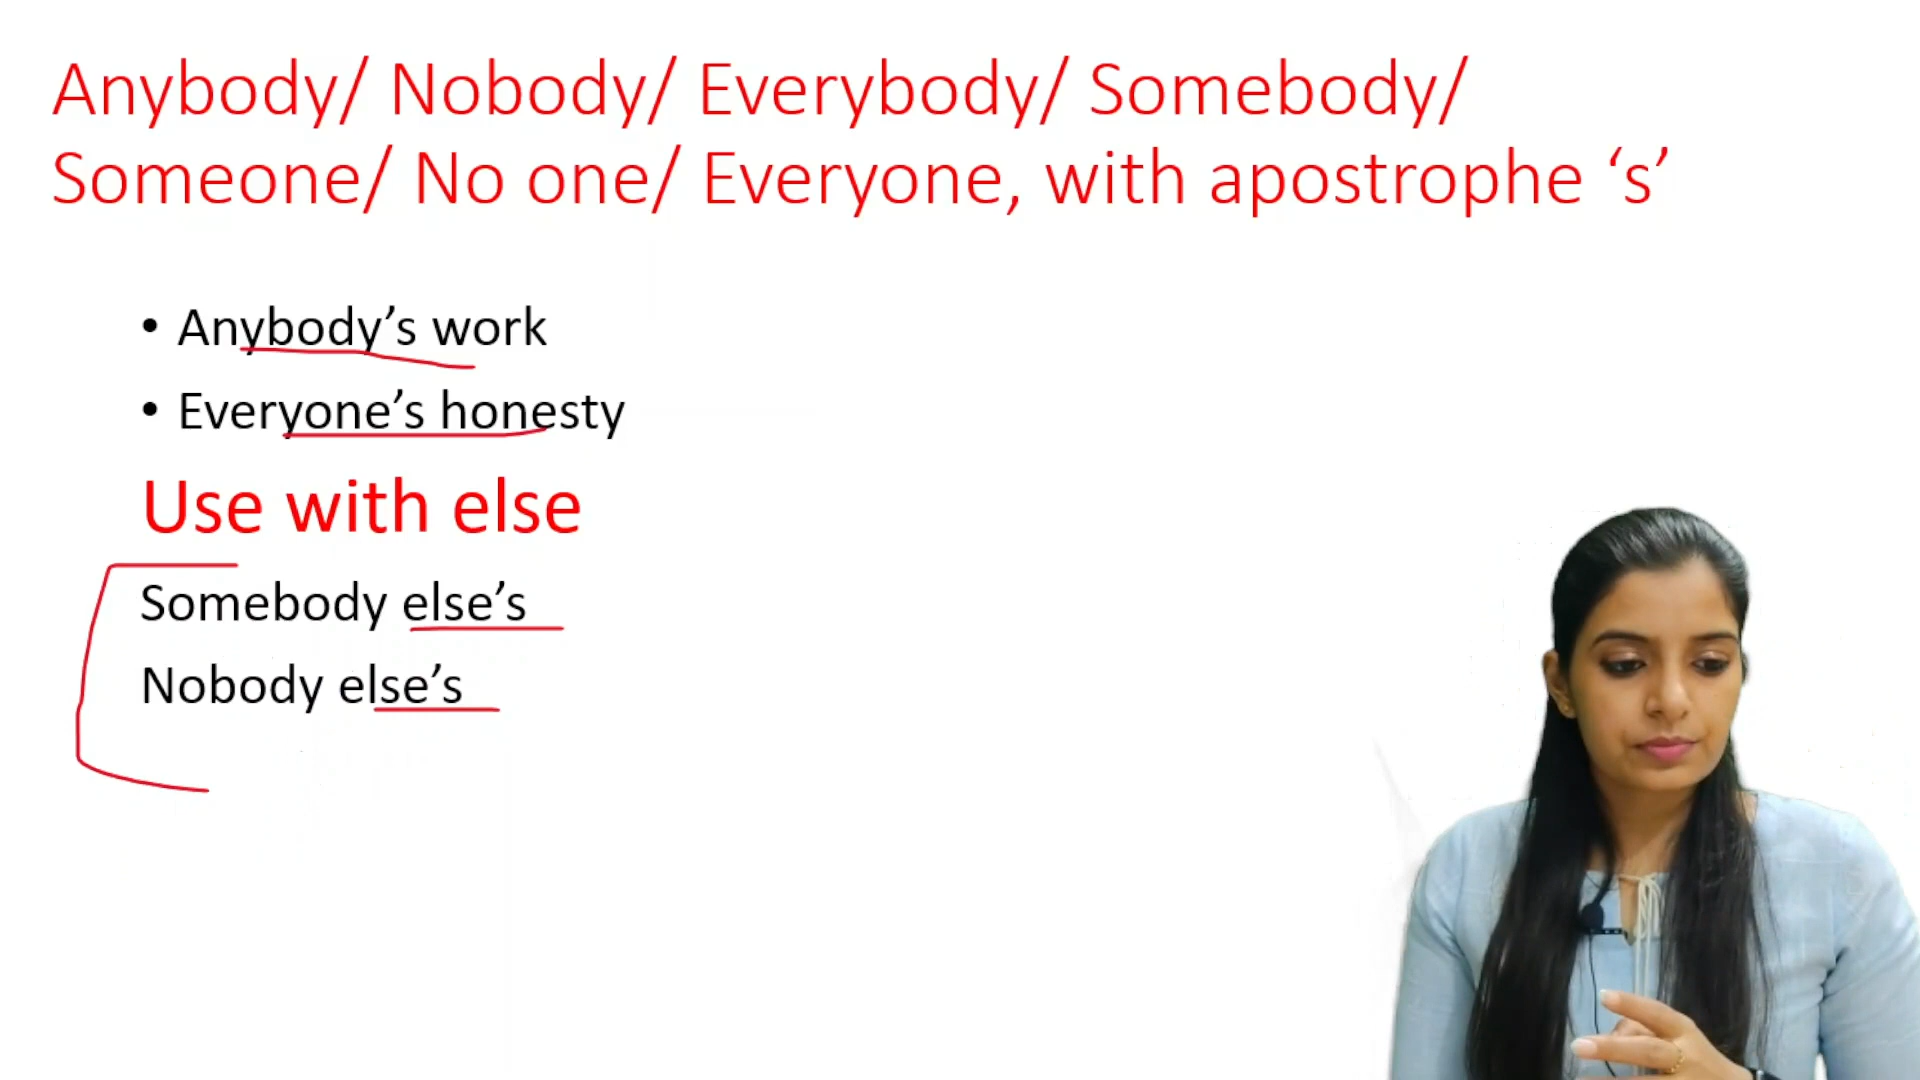 Anybody/ Nobody/ Everybody/ Somebody/
Someone/ No one/ Everyone, with apostrophe ‘s’
• Anybody’s work
• Everyone’s honesty
Use with else
Somebody else’s
Nobody else’s